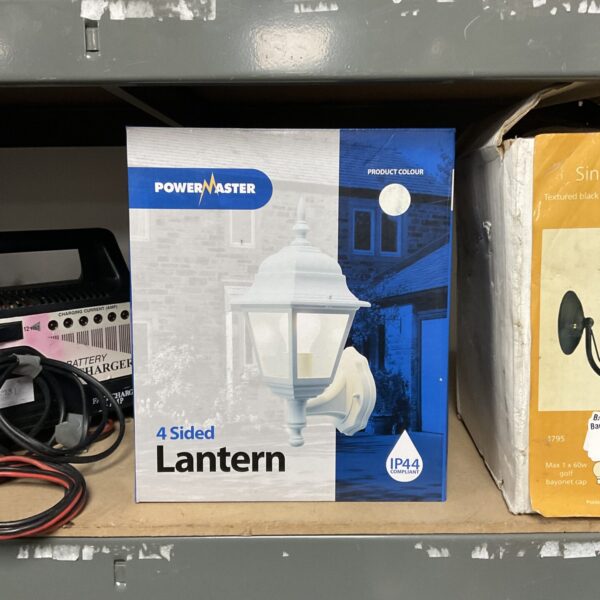 POWERMASTER
PRODUCT COLOUR
4 Sided
Lantern
IP44
COMPLIANT
CHARGING CURRENT (AMP)
BATTERY
CHARGER
Sin
Textured black
1795
Max 1 x 60w
golf
bayonet cap